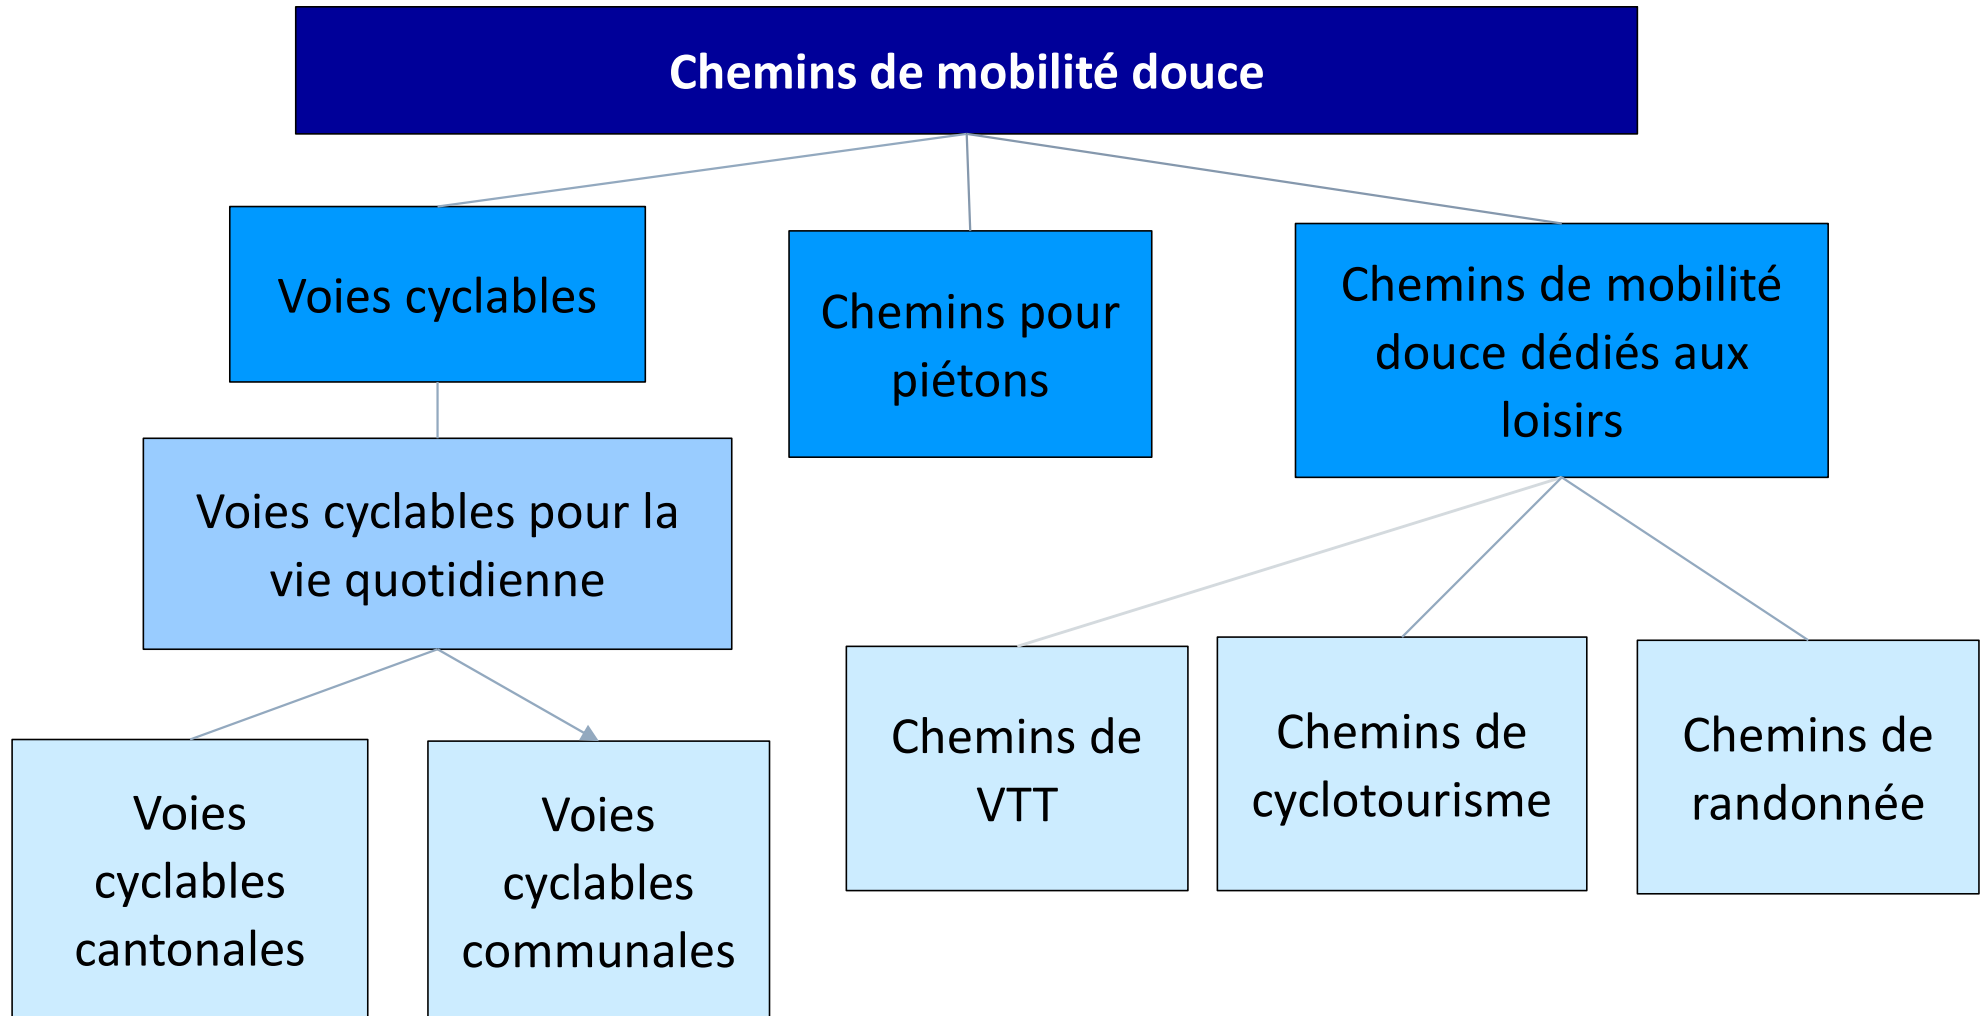 Chemins de mobilité douce
Voies cyclables
Chemins pour
piétons
Chemins de mobilité
douce dédiés aux
loisirs
Voies cyclables pour la
vie quotidienne
Voies
cyclables
cantonales
Voies
cyclables
communales
Chemins de
VTT
Chemins de
cyclotourisme
Chemins de
randonnée